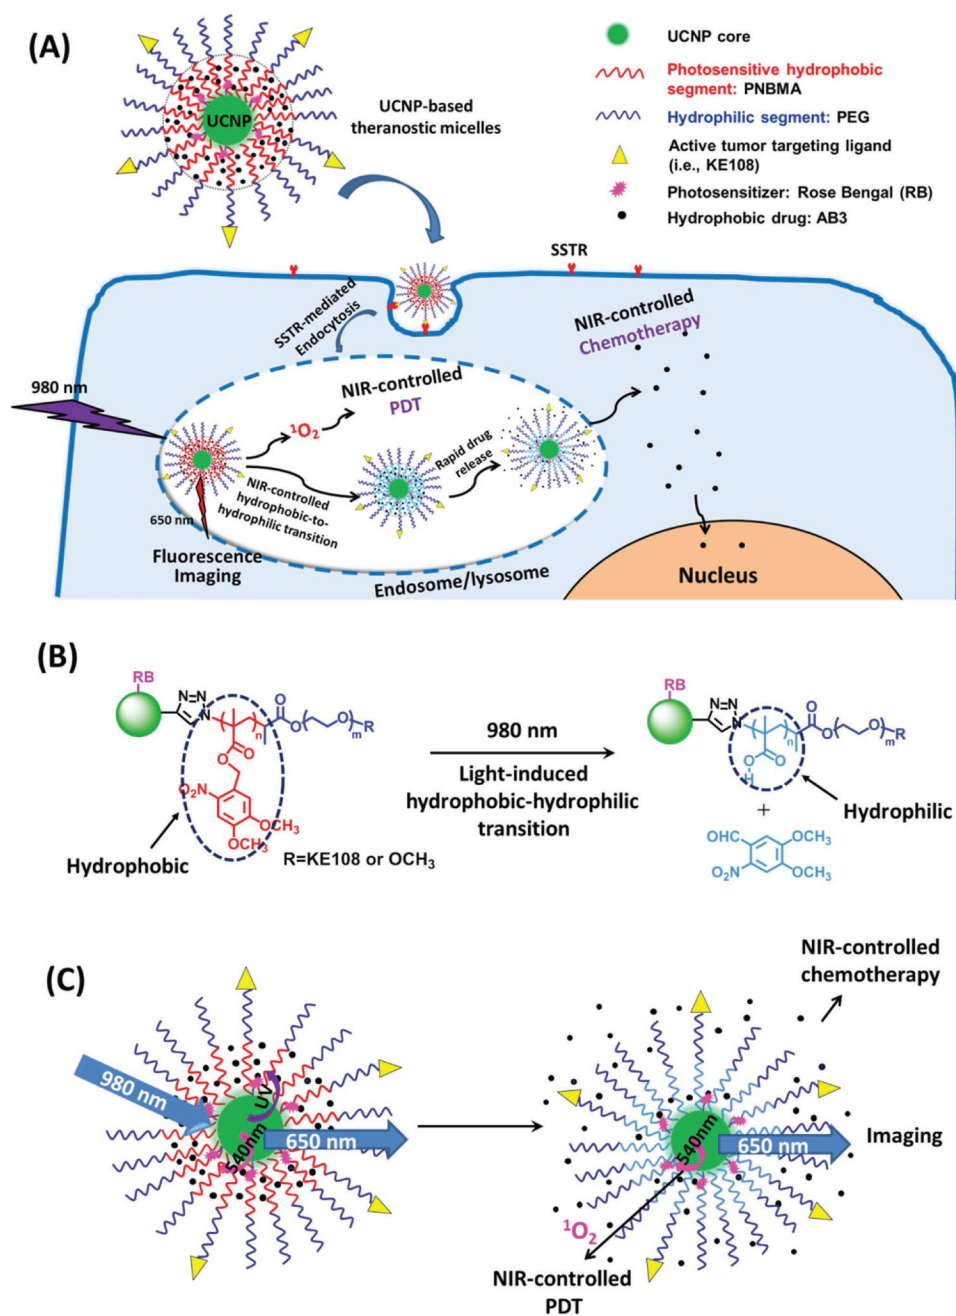 (A)
UCNP
UCNP-based
theranostic micelles
UCNP core
Photosensitive hydrophobic
segment: PNBMA
Hydrophilic segment: PEG
Active tumor targeting ligand
(i.e., KE108)
Photosensitizer: Rose Bengal (RB)
Hydrophobic drug: AB3
SSTR
SSTR-mediated
Endocytosis
NIR-controlled
Chemotherapy
980 nm
NIR-controlled
PDT
¹O₂
Rapid drug
release
NIR-controlled
hydrophobic-to-
hydrophilic transition
650 nm
Fluorescence
Imaging
Endosome/lysosome
Nucleus
(B)
RB
N=N
N
n
O
O
O
m
R
O
O
O₂N
OCH₃
OCH₃
Hydrophobic
R=KE108 or OCH₃
980 nm
Light-induced
hydrophobic-hydrophilic
transition
RB
N=N
N
n
O
O
O
m
R
O
O
H
Hydrophilic
+
OHC
OCH₃
O₂N
OCH₃
(C)
980 nm
UV
540nm
650 nm
NIR-controlled
chemotherapy
540nm
650 nm
Imaging
¹O₂
NIR-controlled
PDT